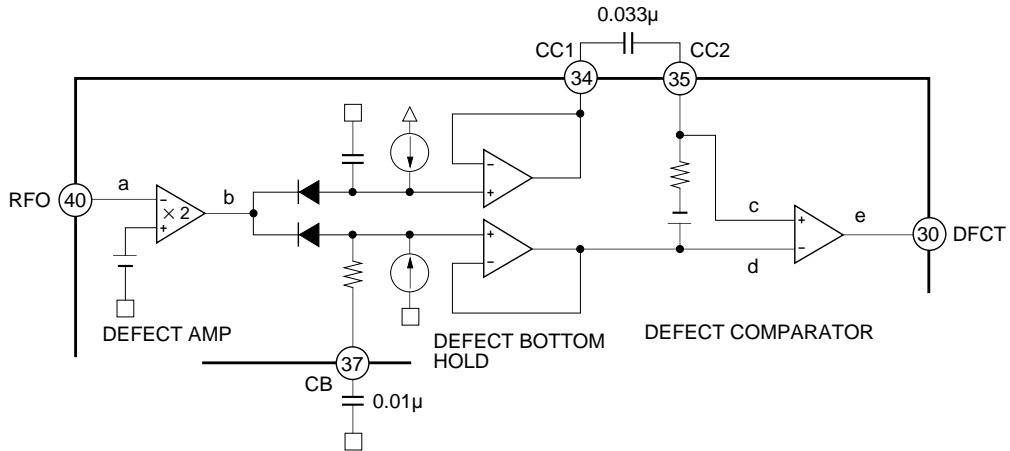 0.033µ
CC1
CC2
34
35
RFO
40
a
−
× 2
+
b
−
+
+
−
c
+
−
d
e
30
DFCT
DEFECT AMP
DEFECT BOTTOM
HOLD
DEFECT COMPARATOR
37
CB
0.01µ